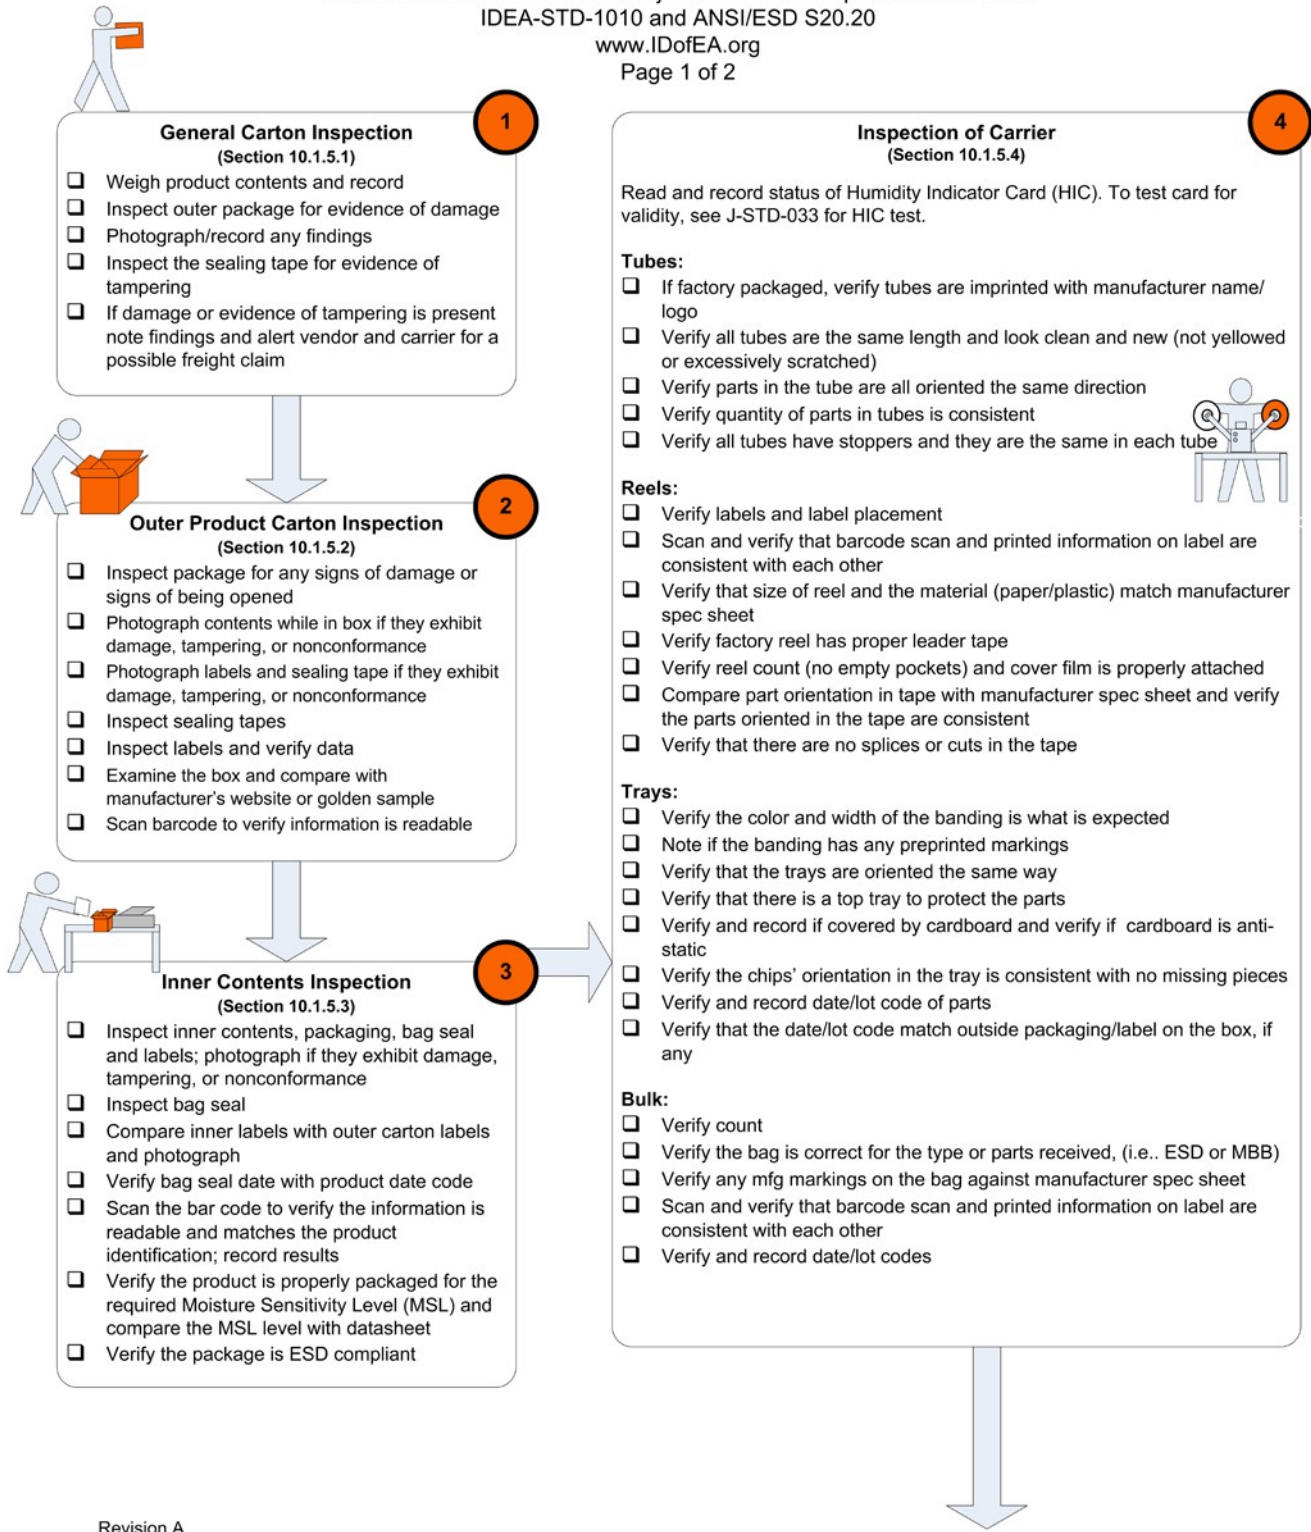 IDEA-STD-1010 and ANSI/ESD S20.20
www.IDofEA.org
Page 1 of 2
1
General Carton Inspection
(Section 10.1.5.1)
Weigh product contents and record
Inspect outer package for evidence of damage
Photograph/record any findings
Inspect the sealing tape for evidence of
tampering
If damage or evidence of tampering is present
note findings and alert vendor and carrier for a
possible freight claim
2
Outer Product Carton Inspection
(Section 10.1.5.2)
Inspect package for any signs of damage or
signs of being opened
Photograph contents while in box if they exhibit
damage, tampering, or nonconformance
Photograph labels and sealing tape if they exhibit
damage, tampering, or nonconformance
Inspect sealing tapes
Inspect labels and verify data
Examine the box and compare with
manufacturer's website or golden sample
Scan barcode to verify information is readable
3
Inner Contents Inspection
(Section 10.1.5.3)
Inspect inner contents, packaging, bag seal
and labels; photograph if they exhibit damage,
tampering, or nonconformance
Inspect bag seal
Compare inner labels with outer carton labels
and photograph
Verify bag seal date with product date code
Scan the bar code to verify the information is
readable and matches the product
identification; record results
Verify the product is properly packaged for the
required Moisture Sensitivity Level (MSL) and
compare the MSL level with datasheet
Verify the package is ESD compliant
4
Inspection of Carrier
(Section 10.1.5.4)
Read and record status of Humidity Indicator Card (HIC). To test card for
validity, see J-STD-033 for HIC test.
Tubes:
If factory packaged, verify tubes are imprinted with manufacturer name/
logo
Verify all tubes are the same length and look clean and new (not yellowed
or excessively scratched)
Verify parts in the tube are all oriented the same direction
Verify quantity of parts in tubes is consistent
Verify all tubes have stoppers and they are the same in each tube
Reels:
Verify labels and label placement
Scan and verify that barcode scan and printed information on label are
consistent with each other
Verify that size of reel and the material (paper/plastic) match manufacturer
spec sheet
Verify factory reel has proper leader tape
Verify reel count (no empty pockets) and cover film is properly attached
Compare part orientation in tape with manufacturer spec sheet and verify
the parts oriented in the tape are consistent
Verify that there are no splices or cuts in the tape
Trays:
Verify the color and width of the banding is what is expected
Note if the banding has any preprinted markings
Verify that the trays are oriented the same way
Verify that there is a top tray to protect the parts
Verify and record if covered by cardboard and verify if cardboard is anti-
static
Verify the chips' orientation in the tray is consistent with no missing pieces
Verify and record date/lot code of parts
Verify that the date/lot code match outside packaging/label on the box, if
any
Bulk:
Verify count
Verify the bag is correct for the type or parts received, (i.e.. ESD or MBB)
Verify any mfg markings on the bag against manufacturer spec sheet
Scan and verify that barcode scan and printed information on label are
consistent with each other
Verify and record date/lot codes
Revision A